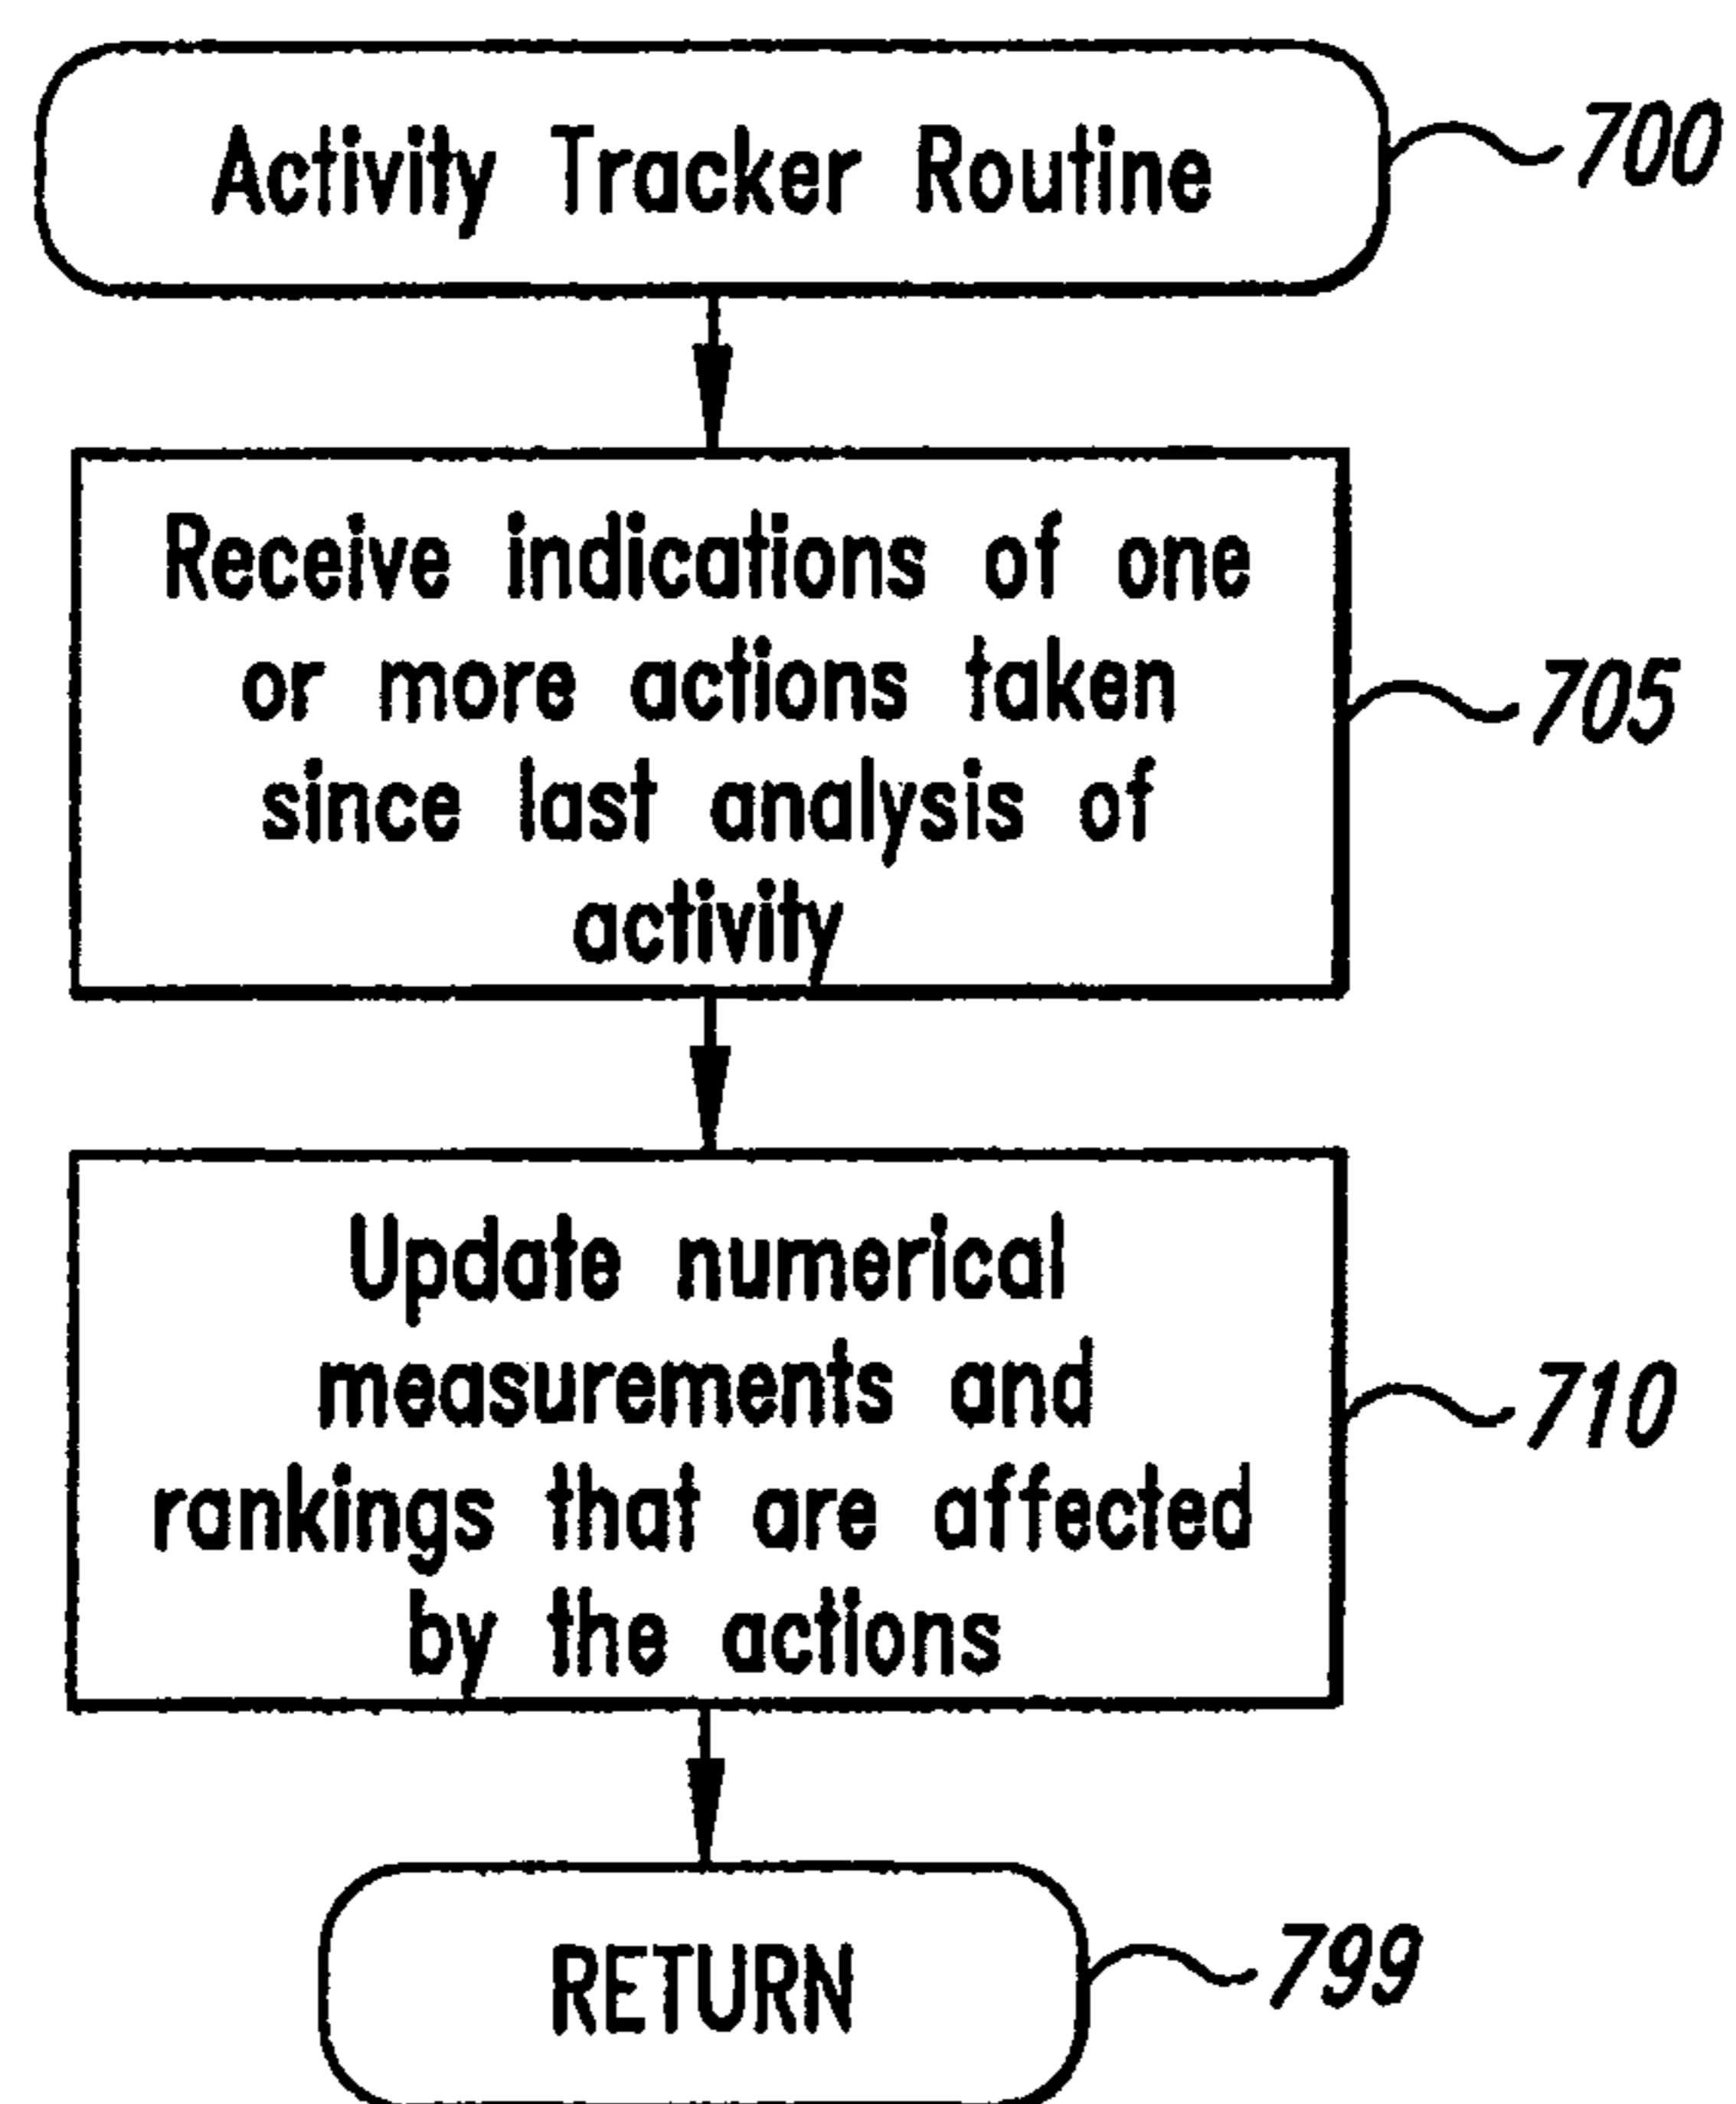 Activity Tracker Routine
700
Receive indications of one
or more actions taken
since last analysis of
activity
705
Update numerical
measurements and
rankings that are affected
by the actions
710
RETURN
799